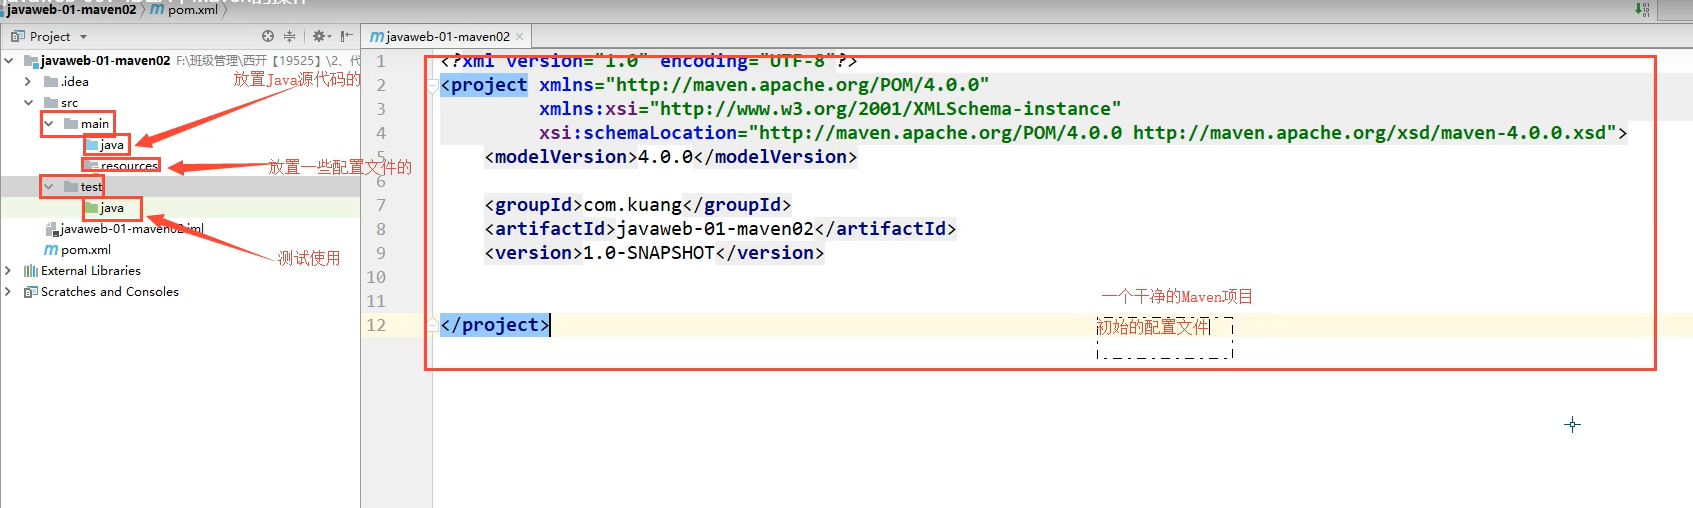 javaweb-01-maven02 pom.xml
Project
javaweb-01-maven02
javaweb-01-maven02 F:\班级管理\西开【19525】\2、代
.idea
放置Java源代码的
src
main
java
resources
放置一些配置文件的
test
java
javaweb-01-maven02.iml
pom.xml
测试使用
External Libraries
Scratches and Consoles
1 <?xml version="1.0" encoding="UTF-8"?>
2 <project xmlns="http://maven.apache.org/POM/4.0.0"
3 xmlns:xsi="http://www.w3.org/2001/XMLSchema-instance"
4 xsi:schemaLocation="http://maven.apache.org/POM/4.0.0 http://maven.apache.org/xsd/maven-4.0.0.xsd">
5 <modelVersion>4.0.0</modelVersion>
6
7 <groupId>com.kuang</groupId>
8 <artifactId>javaweb-01-maven02</artifactId>
9 <version>1.0-SNAPSHOT</version>
10
11
12 </project>
一个干净的Maven项目
初始的配置文件